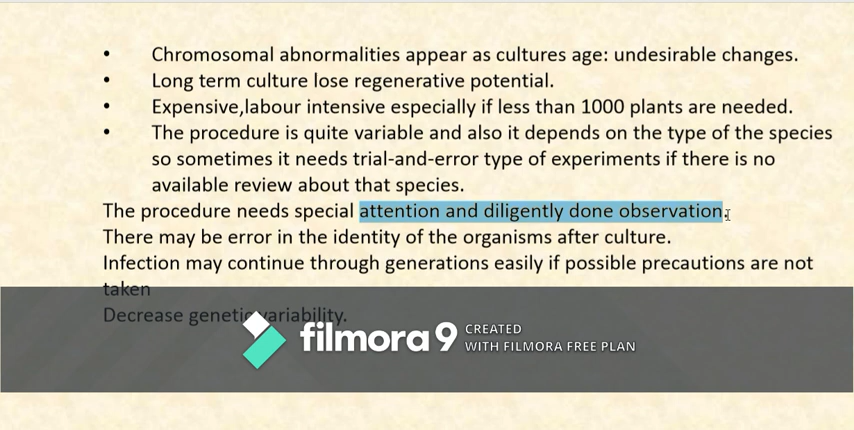 • Chromosomal abnormalities appear as cultures age: undesirable changes.
• Long term culture lose regenerative potential.
• Expensive,labour intensive especially if less than 1000 plants are needed.
• The procedure is quite variable and also it depends on the type of the species
so sometimes it needs trial-and-error type of experiments if there is no
available review about that species.
The procedure needs special attention and diligently done observation.
There may be error in the identity of the organisms after culture.
Infection may continue through generations easily if possible precautions are not
taken
Decrease genetic variability.
filmora9 CREATED
WITH FILMORA FREE PLAN